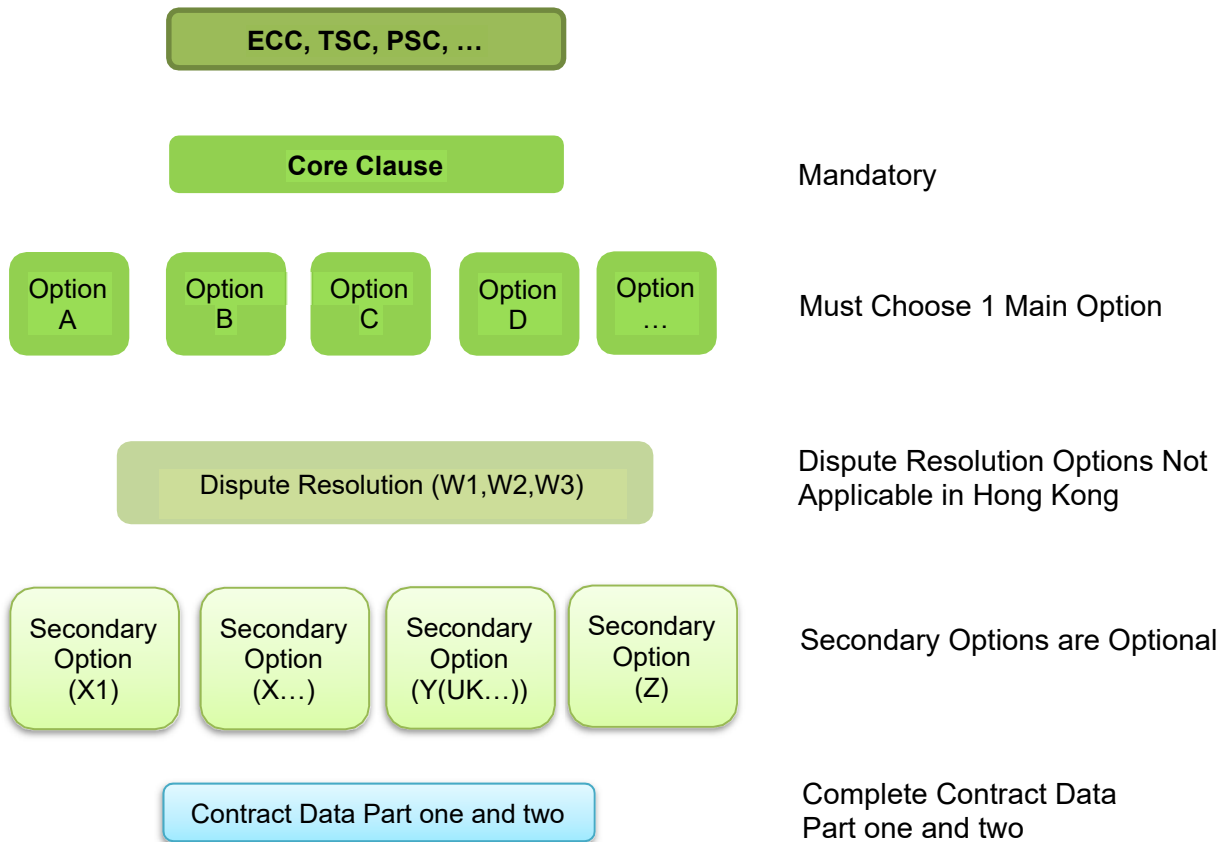 ECC, TSC, PSC, …
Core Clause
Mandatory
Option
A
Option
B
Option
C
Option
D
Option
…
Must Choose 1 Main Option
Dispute Resolution (W1,W2,W3)
Dispute Resolution Options Not
Applicable in Hong Kong
Secondary
Option
(X1)
Secondary
Option
(X…)
Secondary
Option
(Y(UK…))
Secondary
Option
(Z)
Secondary Options are Optional
Contract Data Part one and two
Complete Contract Data
Part one and two